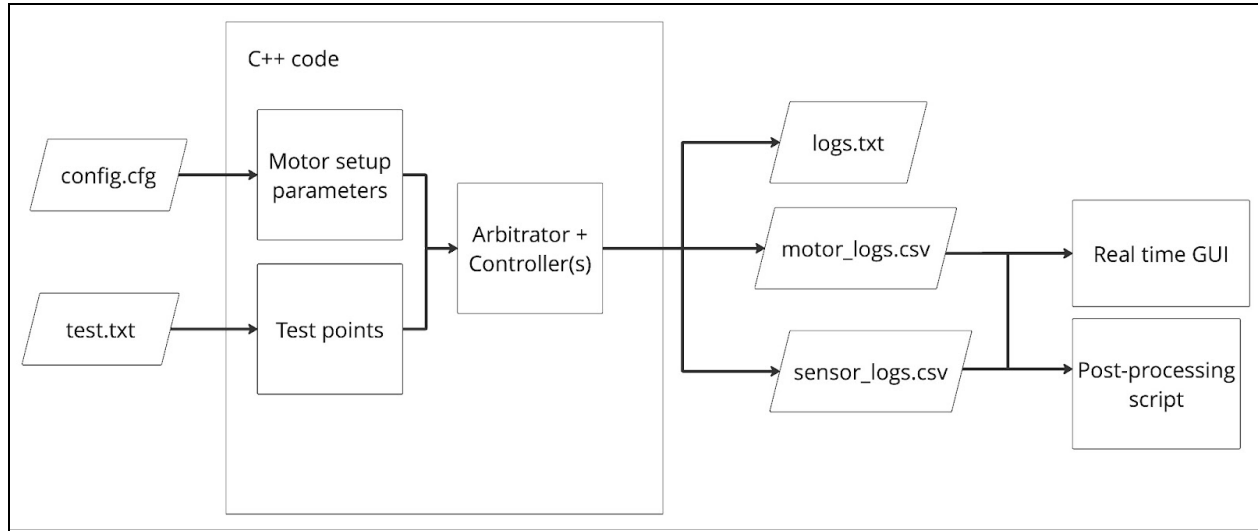 C++ code
config.cfg
Motor setup
parameters
test.txt
Test points
Arbitrator +
Controller(s)
logs.txt
motor_logs.csv
sensor_logs.csv
Real time GUI
Post-processing
script